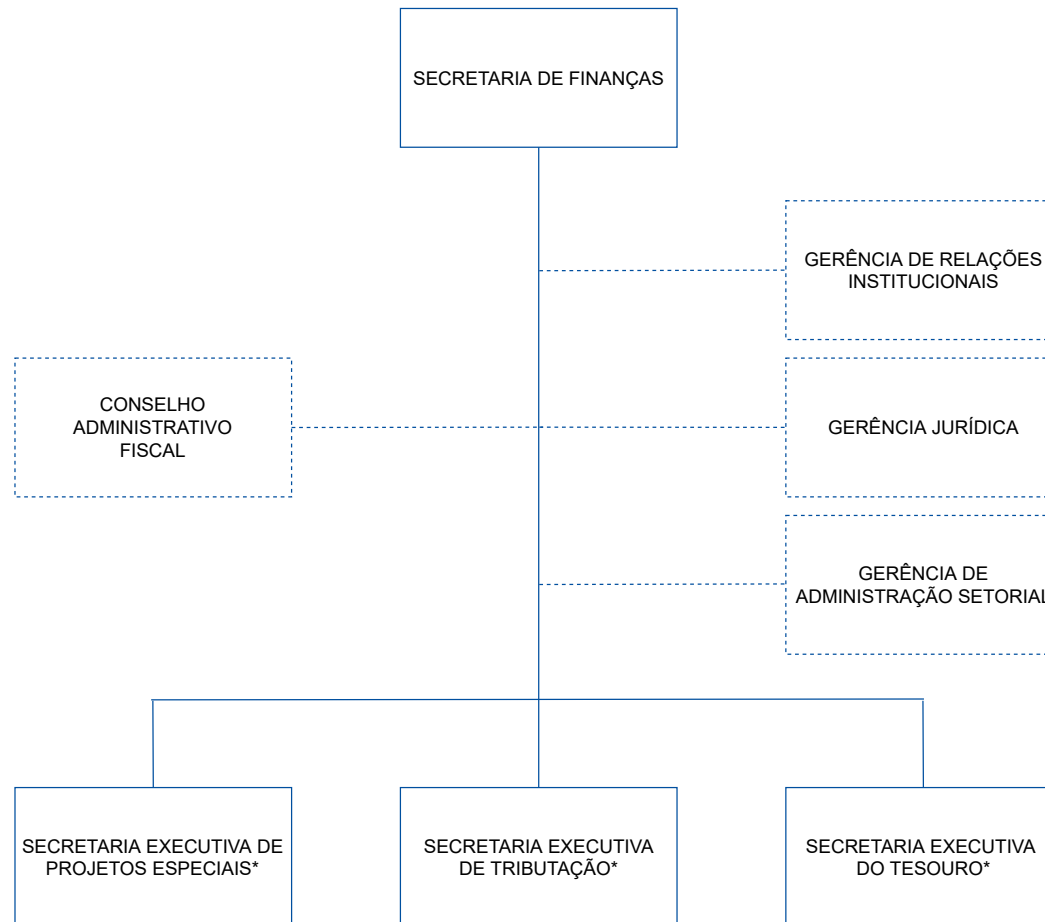 SECRETARIA DE FINANÇAS
GERÊNCIA DE RELAÇÕES
INSTITUCIONAIS
CONSELHO
ADMINISTRATIVO
FISCAL
GERÊNCIA JURÍDICA
GERÊNCIA DE
ADMINISTRAÇÃO SETORIAL
SECRETARIA EXECUTIVA DE
PROJETOS ESPECIAIS*
SECRETARIA EXECUTIVA
DE TRIBUTAÇÃO*
SECRETARIA EXECUTIVA
DO TESOURO*